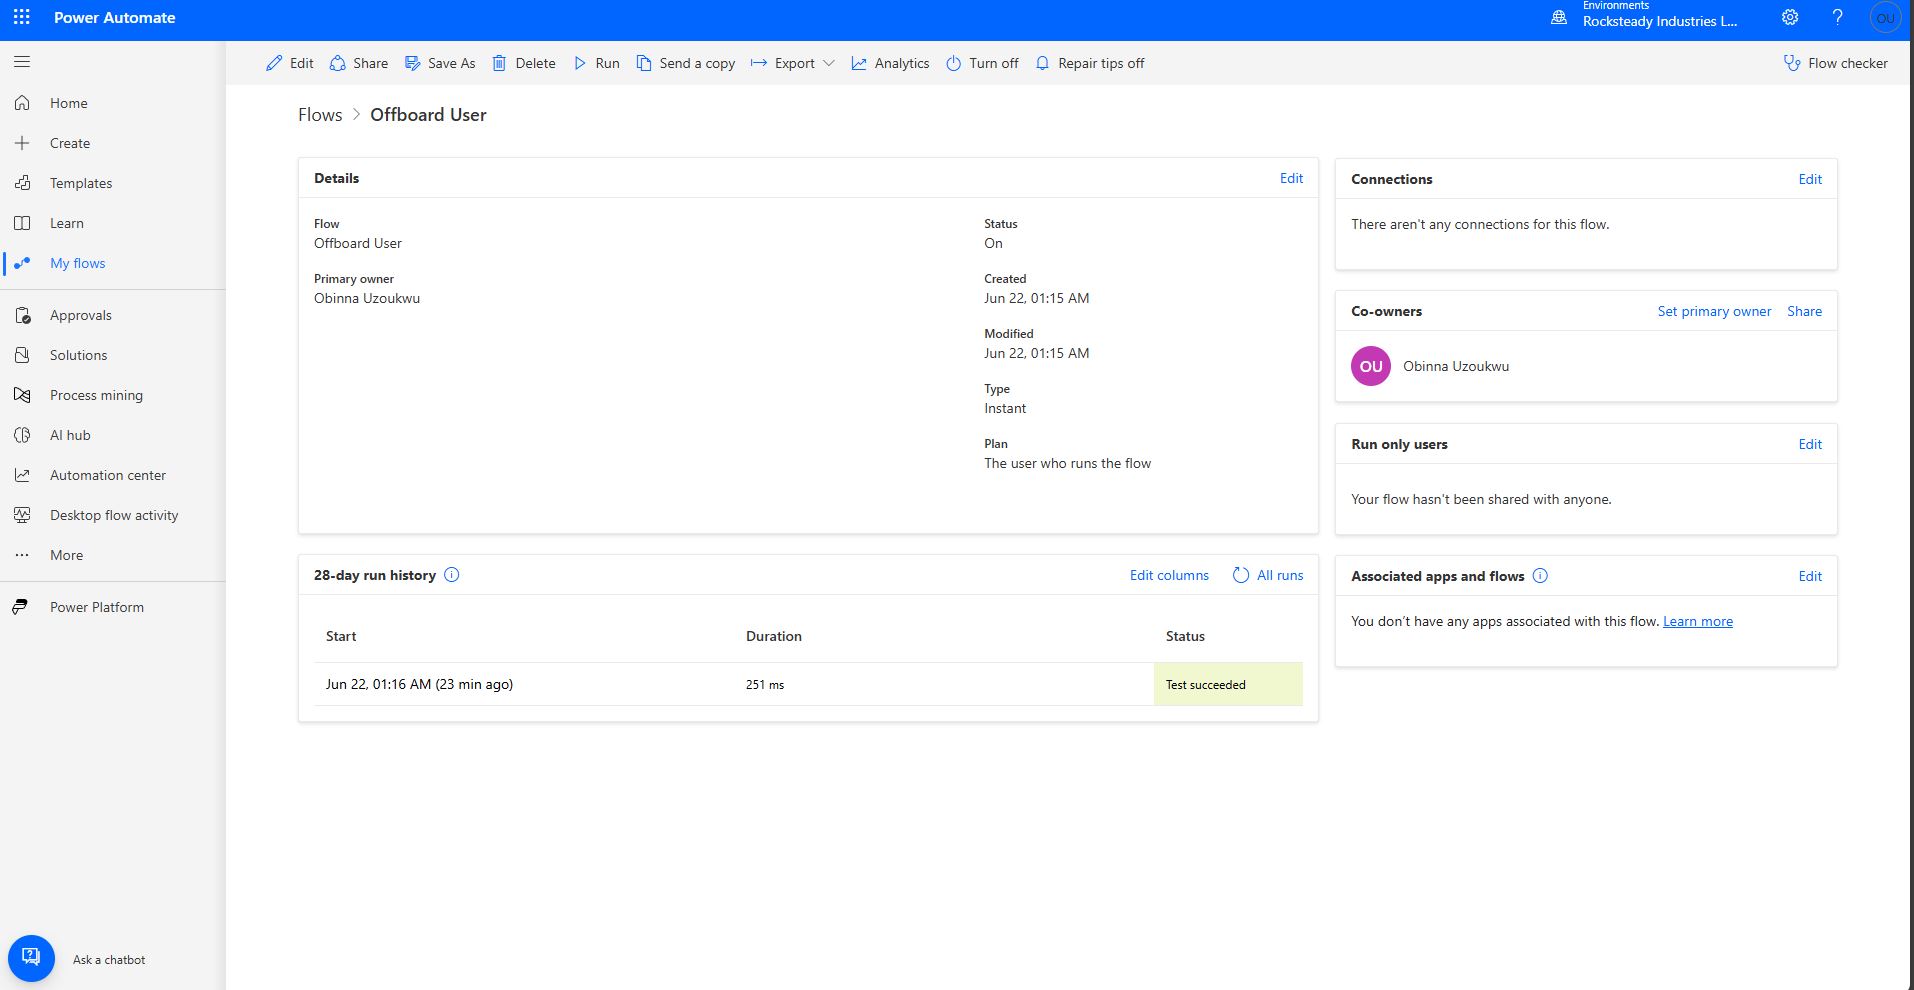 Power Automate
Environments
Rocksteady Industries L...
OU
Edit
Share
Save As
Delete
Run
Send a copy
Export
Analytics
Turn off
Repair tips off
Flow checker
Home
Create
Templates
Learn
My flows
Approvals
Solutions
Process mining
AI hub
Automation center
Desktop flow activity
More
Power Platform
Ask a chatbot
Flows > Offboard User
Details
Edit
Flow
Offboard User
Primary owner
Obinna Uzoukwu
Status
On
Created
Jun 22, 01:15 AM
Modified
Jun 22, 01:15 AM
Type
Instant
Plan
The user who runs the flow
28-day run history
Edit columns
All runs
Start
Duration
Status
Jun 22, 01:16 AM (23 min ago)
251 ms
Test succeeded
Connections
Edit
There aren't any connections for this flow.
Co-owners
Set primary owner
Share
OU
Obinna Uzoukwu
Run only users
Edit
Your flow hasn't been shared with anyone.
Associated apps and flows
Edit
You don’t have any apps associated with this flow. Learn more